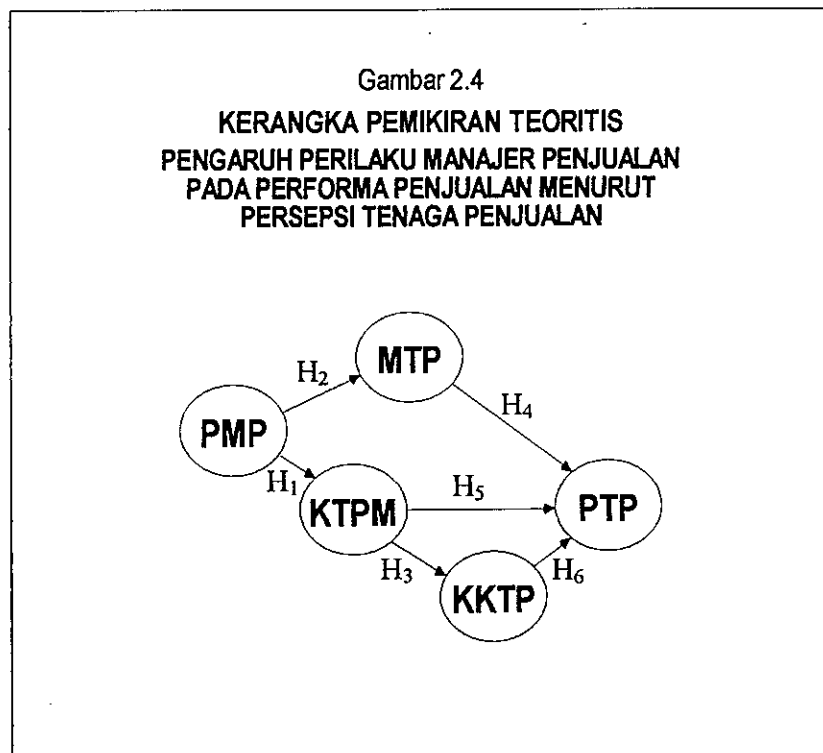 Gambar 2.4
KERANGKA PEMIKIRAN TEORITIS
PENGARUH PERILAKU MANAJER PENJUALAN
PADA PERFORMA PENJUALAN MENURUT
PERSEPSI TENAGA PENJUALAN
MTP
H₂
H₄
PMP
H₁
KTPM
H₅
PTP
H₃
H₆
KKTP